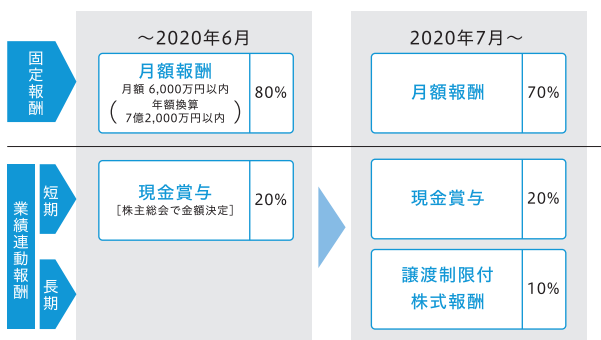 ～2020年6月
2020年7月～
固定報酬
月額報酬
月額 6,000万円以内
(年額換算
7億2,000万円以内)
80%
月額報酬
70%
業績連動報酬
短期
現金賞与
[株主総会で金額決定]
20%
現金賞与
20%
長期
譲渡制限付
株式報酬
10%